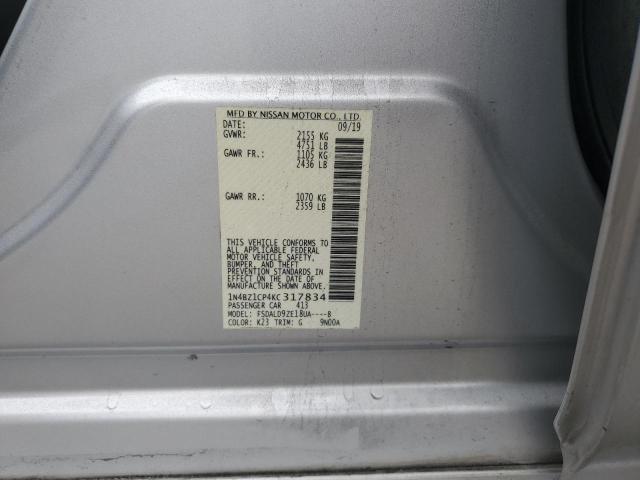 MFD BY NISSAN MOTOR CO., LTD.
DATE: 09/19
GVWR: 2155 KG
4751 LB
GAWR FR.: 1105 KG
2436 LB
GAWR RR.: 1070 KG
2359 LB
THIS VEHICLE CONFORMS TO
ALL APPLICABLE FEDERAL
MOTOR VEHICLE SAFETY,
BUMPER, AND THEFT
PREVENTION STANDARDS IN
EFFECT ON THE DATE OF
MANUFACTURE SHOWN ABOVE.
1N4BZ1CP4KC317834
PASSENGER CAR 413
MODEL: FSDALD9ZE18UA----8
COLOR: K23 TRIM: G 9N00A